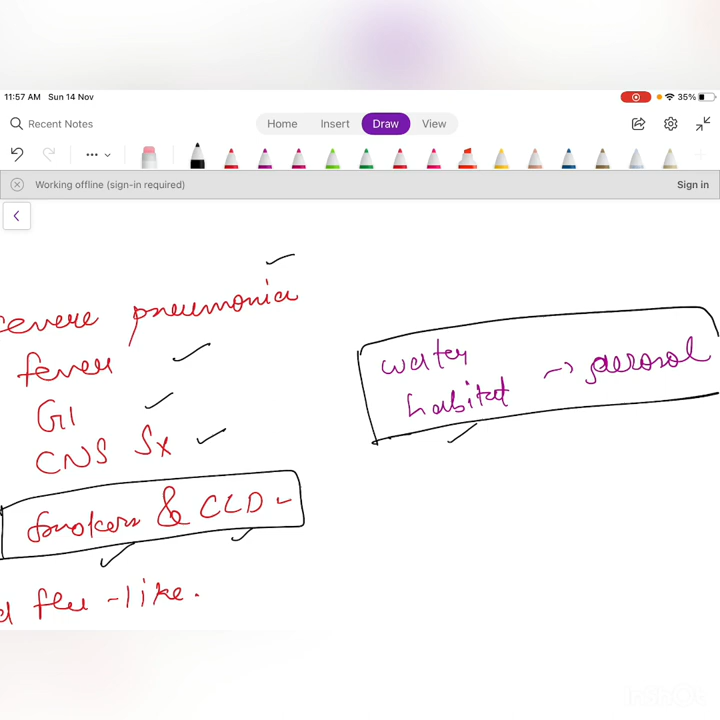 11:57 AM Sun 14 Nov
35%
Recent Notes
Home Insert Draw View
Working offline (sign-in required)
Sign in
severe pneumonia
fever
GI
CNS Sx
Smokers & CLD
flu-like.
water
habitat → aerosol
InShOt